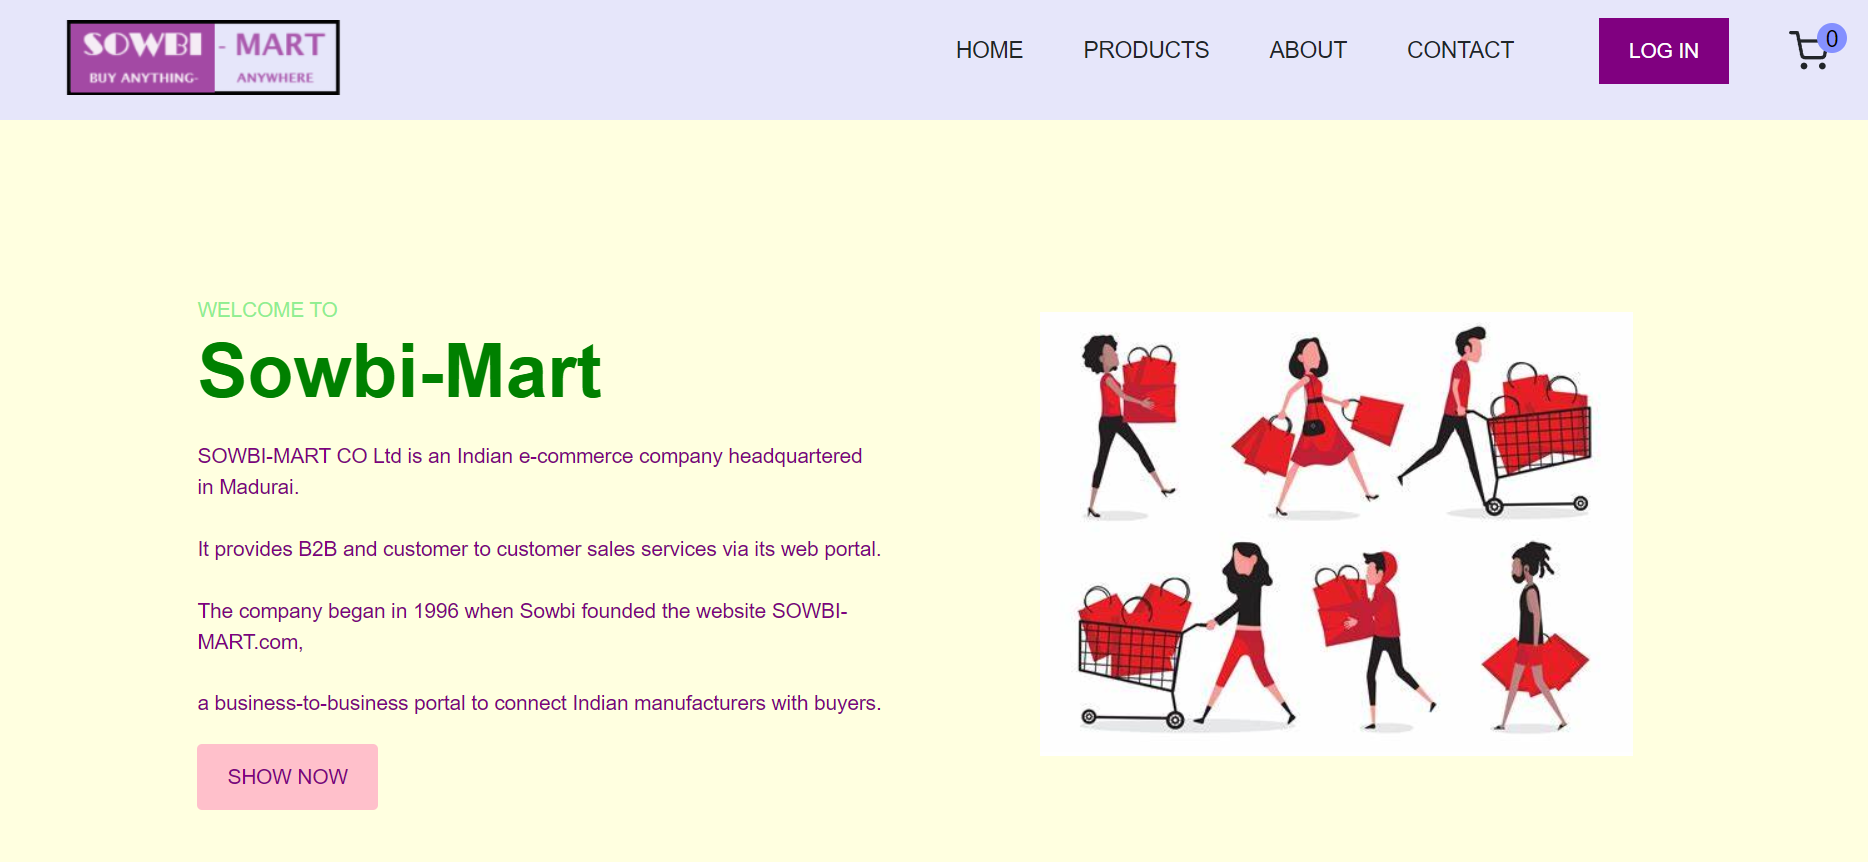 SOWBI - MART
BUY ANYTHING- ANYWHERE
HOME PRODUCTS ABOUT CONTACT LOG IN 0
WELCOME TO
Sowbi-Mart
SOWBI-MART CO Ltd is an Indian e-commerce company headquartered
in Madurai.
It provides B2B and customer to customer sales services via its web portal.
The company began in 1996 when Sowbi founded the website SOWBI-
MART.com,
a business-to-business portal to connect Indian manufacturers with buyers.
SHOW NOW